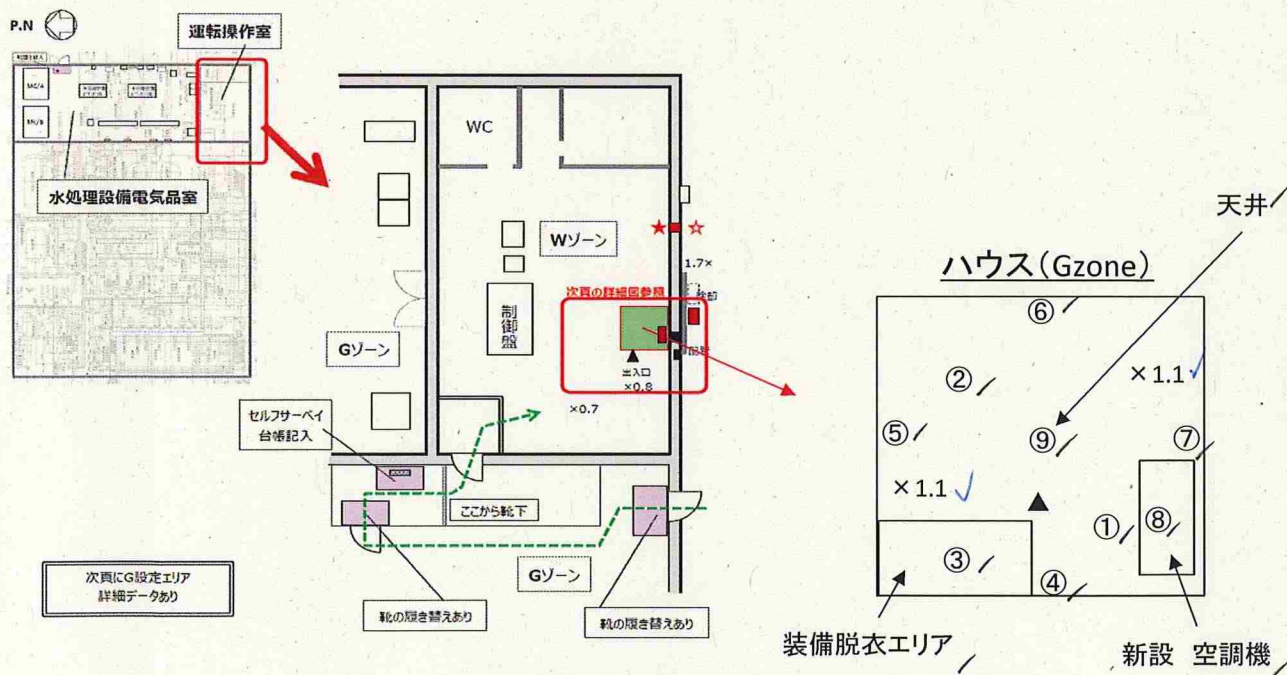 P.N
運転操作室
MC/A
水処理設備電気品室
WC
Wゾーン
★ ☆
1.7×
次頁の詳細図参照
制御盤
Gゾーン
出入口
×0.8
×0.7
セルフサーベイ
台帳記入
ここから靴下
Gゾーン
次頁にG設定エリア
詳細データあり
靴の履き替えあり
靴の履き替えあり
天井
ハウス(Gzone)
⑥
②
×1.1
⑤
⑨
⑦
×1.1
①
⑧
③
④
装備脱衣エリア
新設 空調機